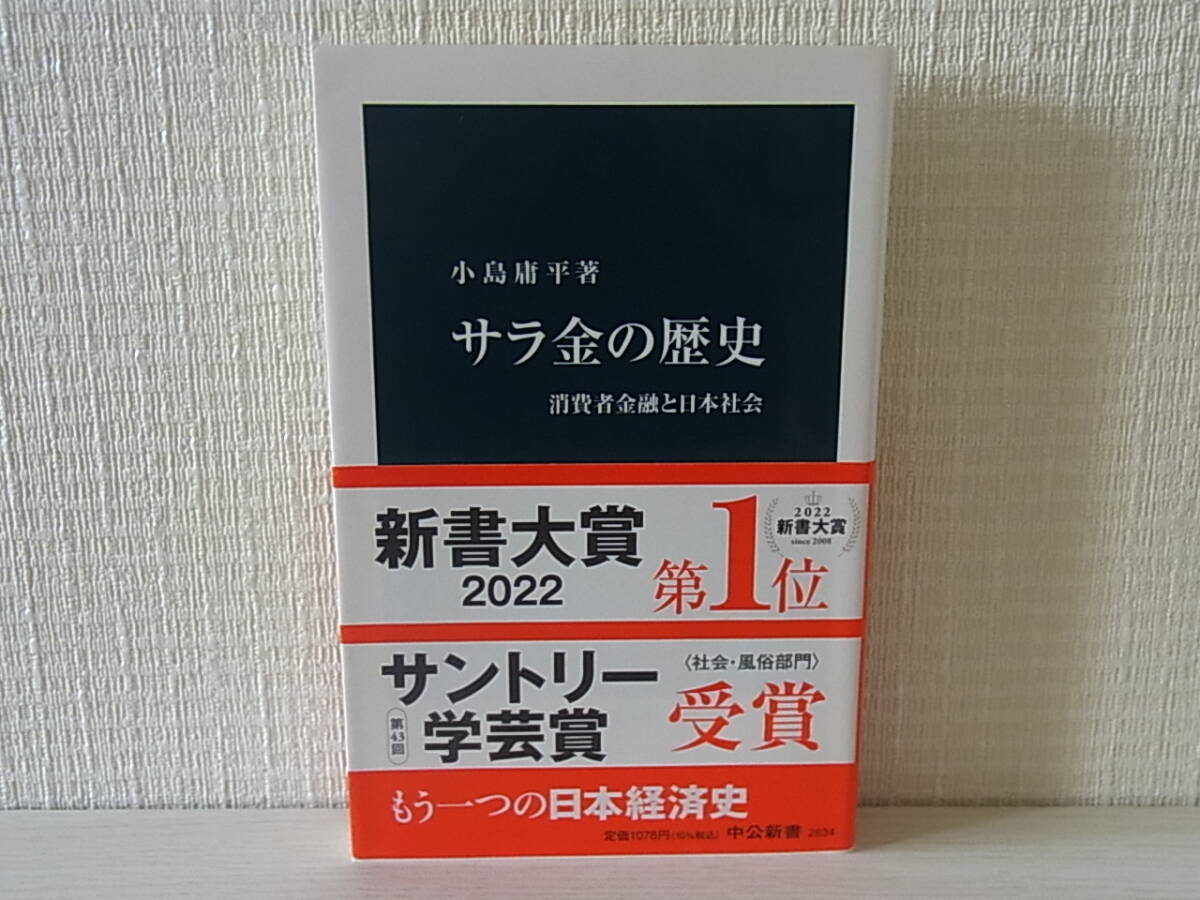 小島庸平著
サラ金の歴史
消費者金融と日本社会
新書大賞
2022
第1位
2022
新書大賞
since 2008
サントリー
第43回
学芸賞
〈社会・風俗部門〉
受賞
もう一つの日本経済史
定価1078円(10%税込) 中公新書 2634